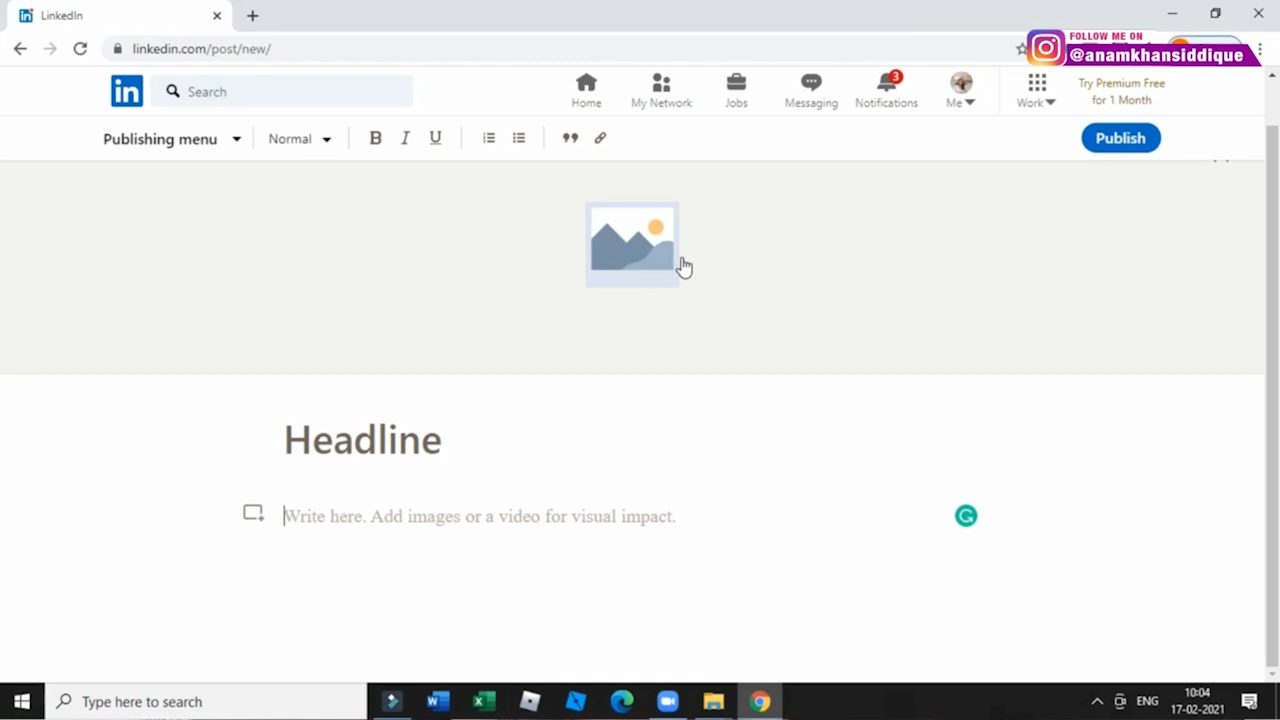 LinkedIn
linkedin.com/post/new/
FOLLOW ME ON
@anamkhansiddique
in
Search
Home
My Network
Jobs
Messaging
3
Notifications
Me
Work
Try Premium Free
for 1 Month
Publishing menu
Normal
B I U
Publish
Headline
Write here. Add images or a video for visual impact.
Type here to search
ENG
10:04
17-02-2021